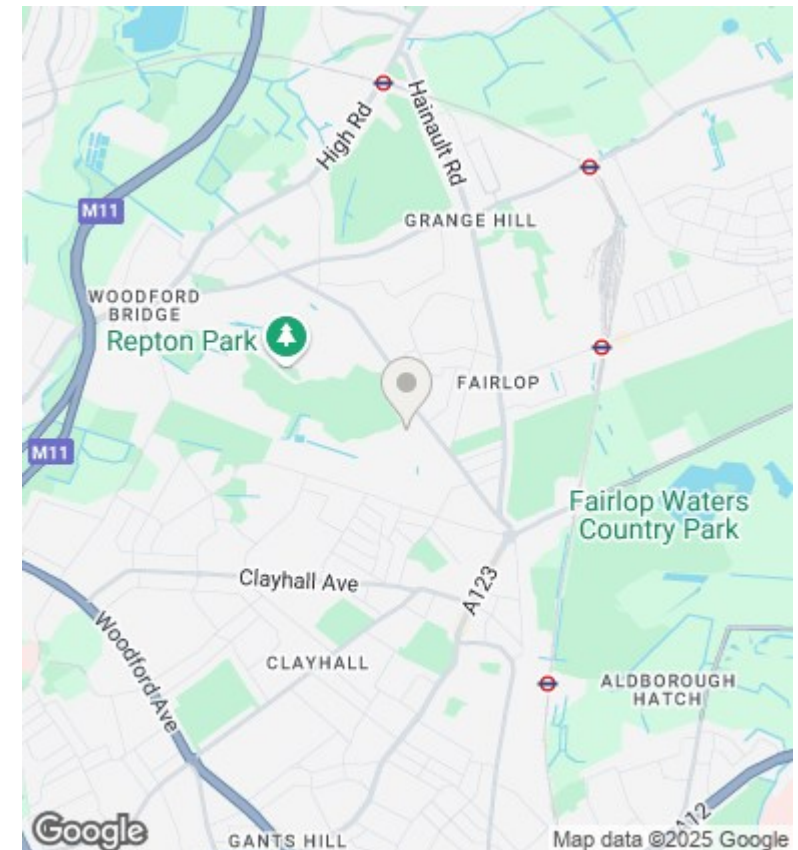 High Rd
Hainault Rd
M11
GRANGE HILL
WOODFORD
BRIDGE
Repton Park
FAIRLOP
M11
Fairlop Waters
Country Park
Clayhall Ave
A123
Woodford Ave
CLAYHALL
ALDBOROUGH
HATCH
A12
Google
GANTS HILL
Map data ©2025 Google